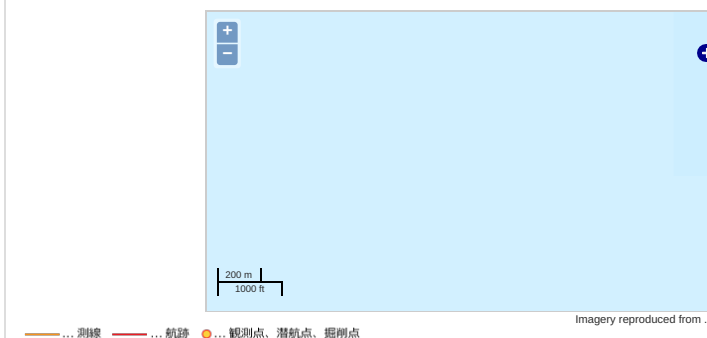 +
−
200 m
1000 ft
Imagery reproduced from .
... 測線 ... 航跡 ... 観測点、潜航点、掘削点